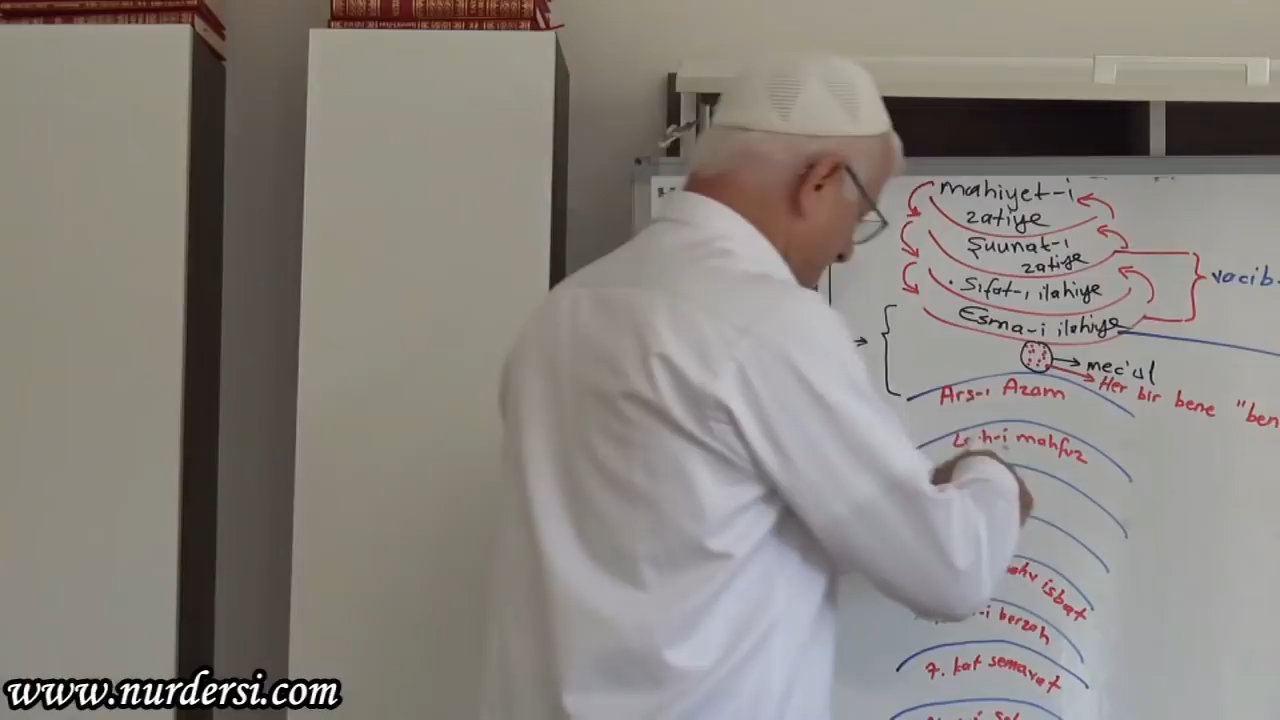 mahiyet-i
zatiye
Şuunat-ı
zatiye
Sıfat-ı ilahiye
Esma-i ilahiye
vacib-
mec'ul
Her bir bene "ben
Arş-ı Azam
mahfuz
mahv isbat
berzah
7. kat semavat
www.nurdersi.com